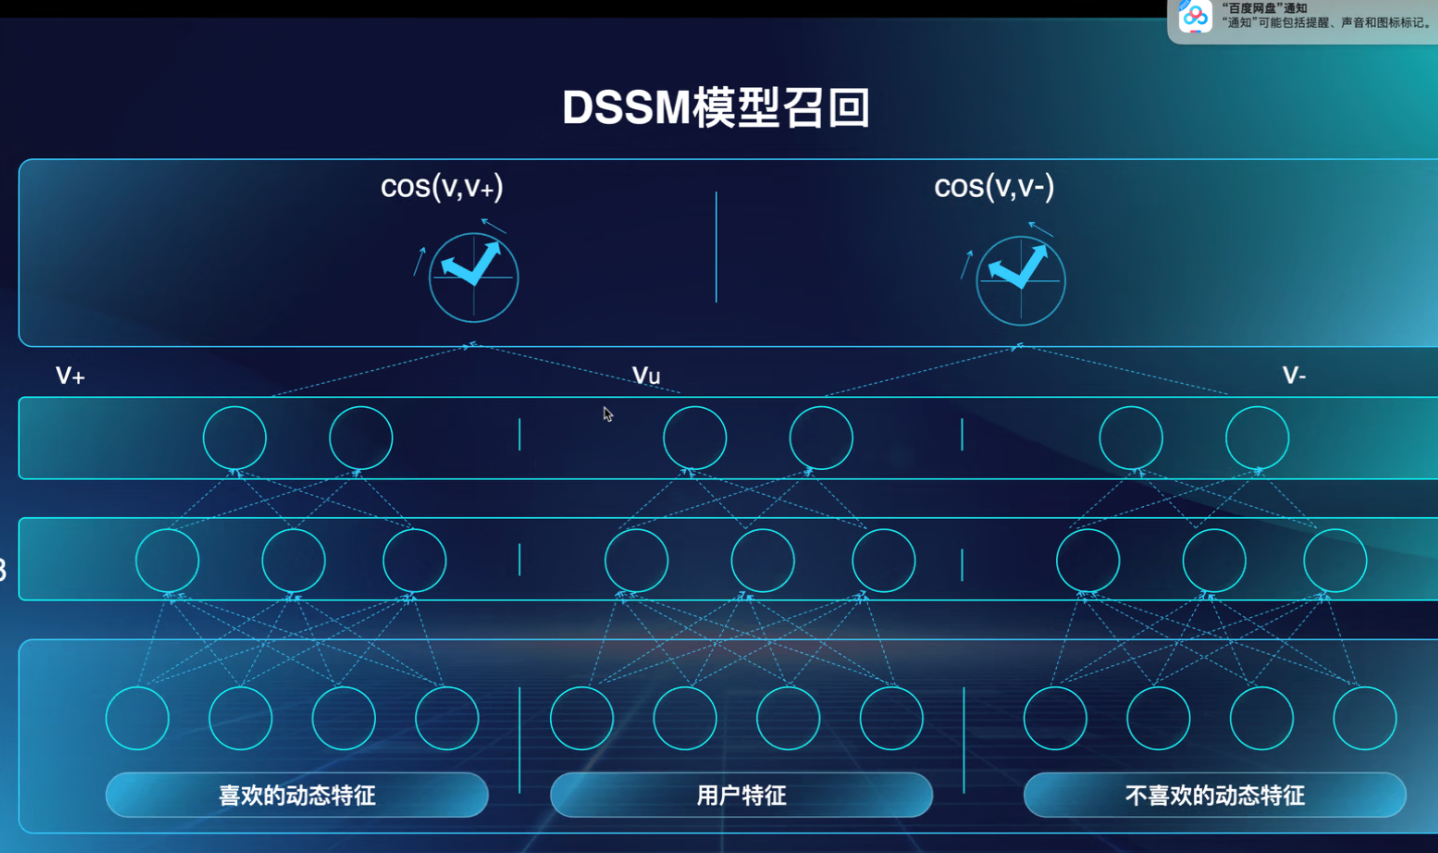 “百度网盘”通知
“通知”可能包括提醒、声音和图标标记。
DSSM模型召回
cos(v,v+)
cos(v,v-)
V+
Vu
V-
喜欢的动态特征
用户特征
不喜欢的动态特征